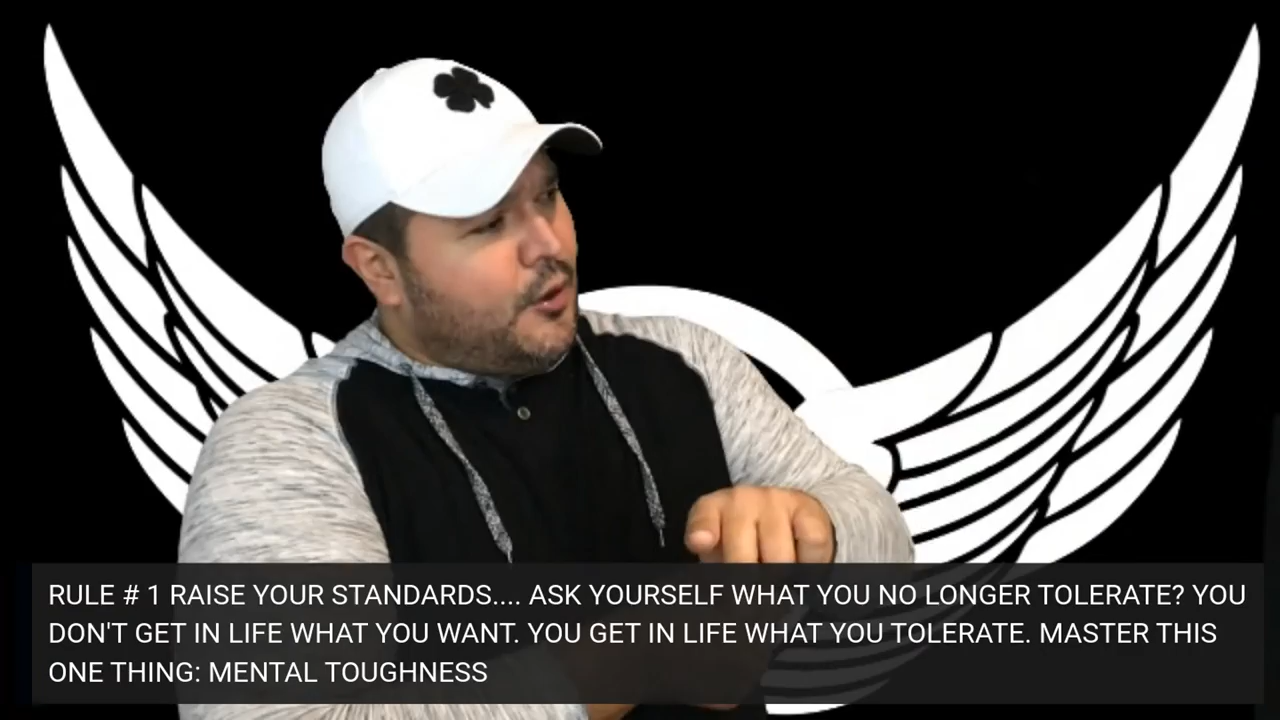 RULE # 1 RAISE YOUR STANDARDS.... ASK YOURSELF WHAT YOU NO LONGER TOLERATE? YOU
DON'T GET IN LIFE WHAT YOU WANT. YOU GET IN LIFE WHAT YOU TOLERATE. MASTER THIS
ONE THING: MENTAL TOUGHNESS